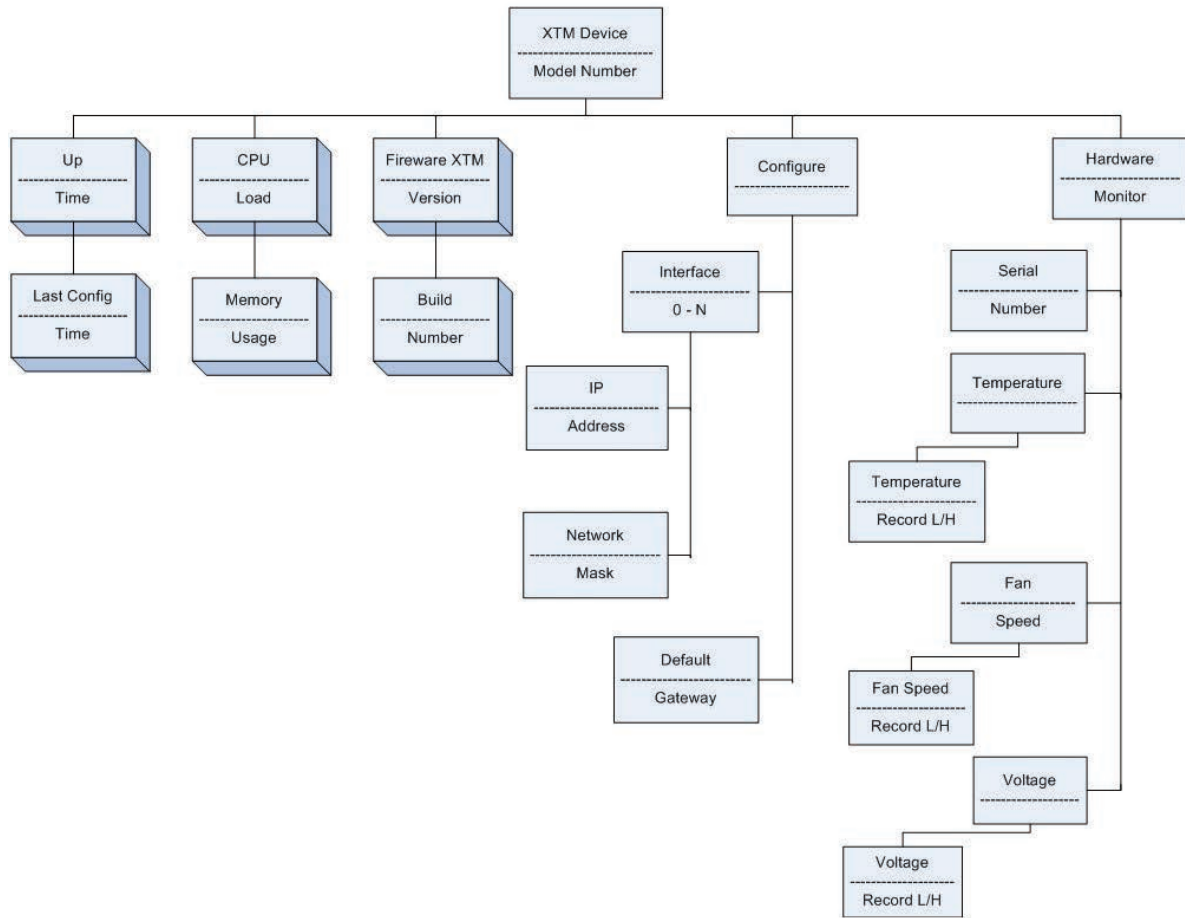 XTM Device
Model Number
Up
Time
CPU
Load
Fireware XTM
Version
Configure
Hardware
Monitor
Last Config
Time
Memory
Usage
Build
Number
Interface
0 - N
IP
Address
Network
Mask
Default
Gateway
Serial
Number
Temperature
Temperature
Record L/H
Fan
Speed
Fan Speed
Record L/H
Voltage
Voltage
Record L/H